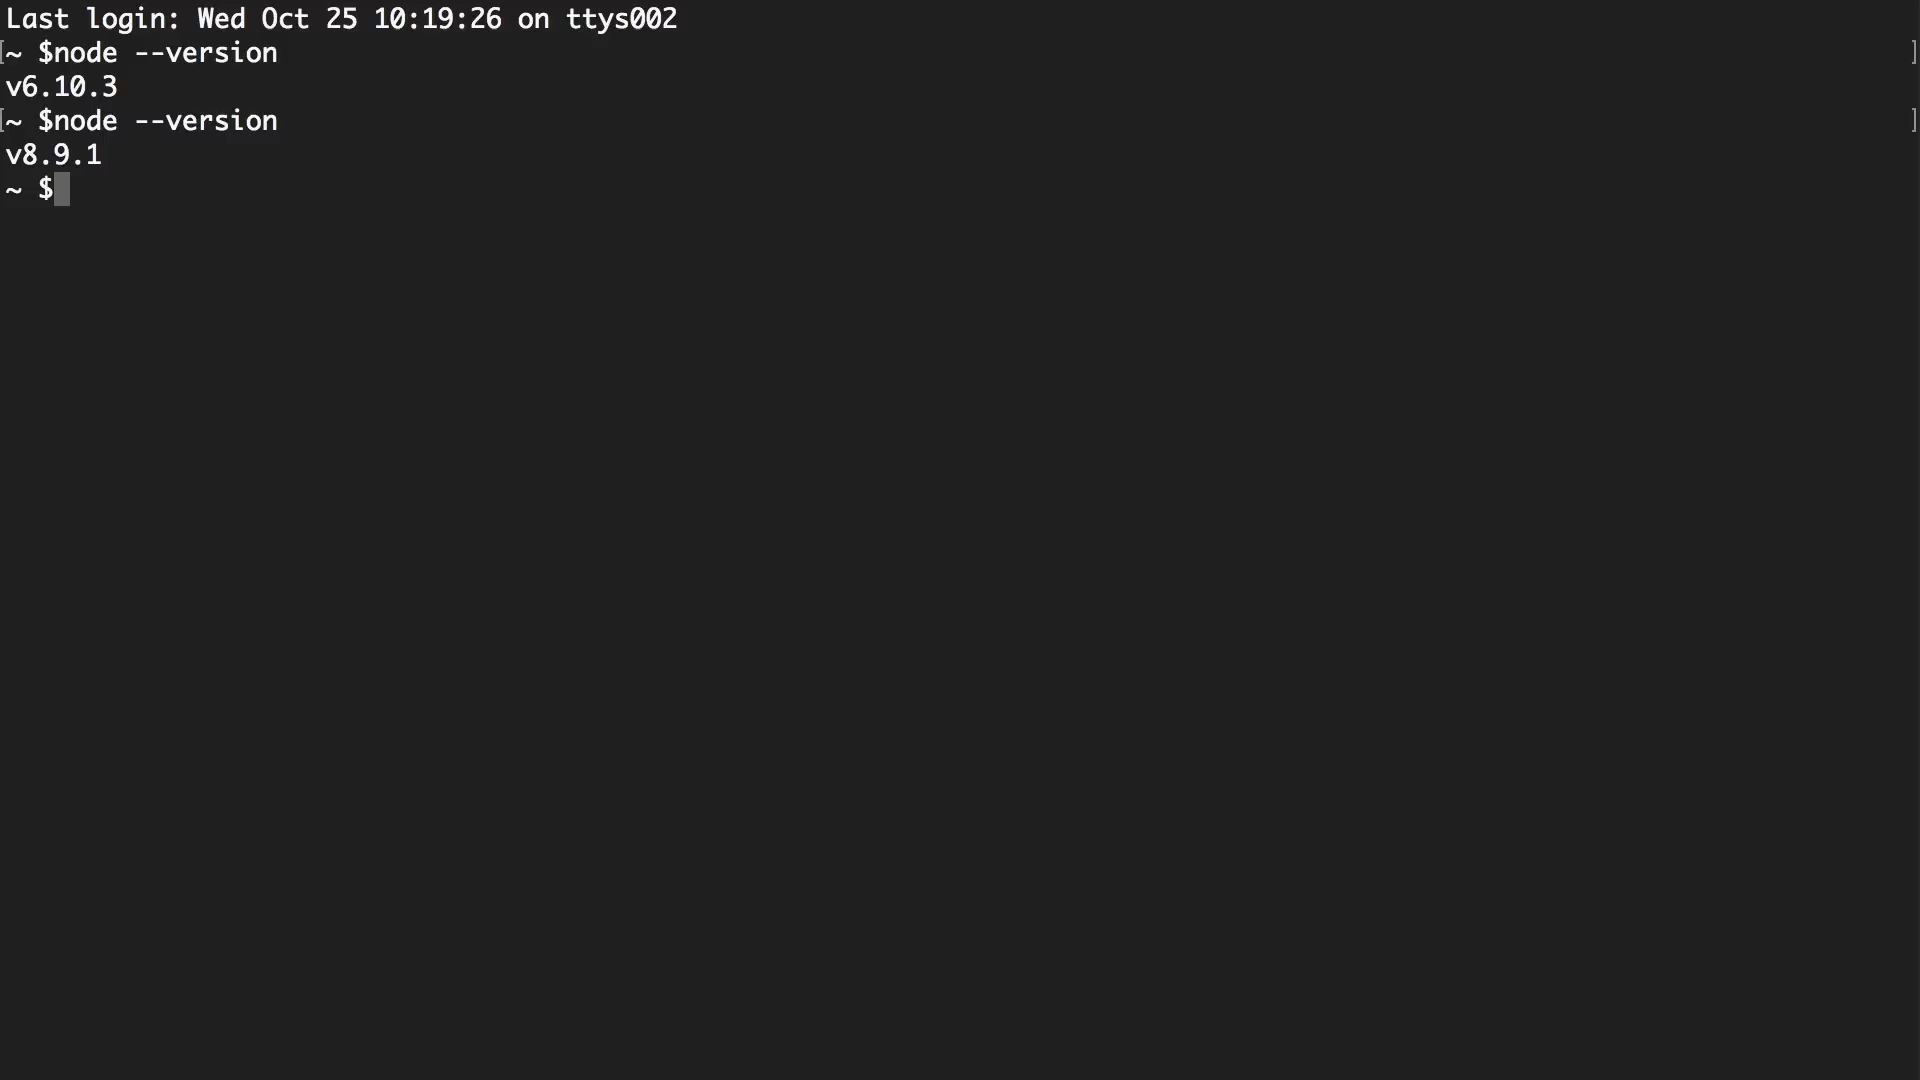 Last login: Wed Oct 25 10:19:26 on ttys002
[~ $node --version ]
v6.10.3
[~ $node --version ]
v8.9.1
~ $